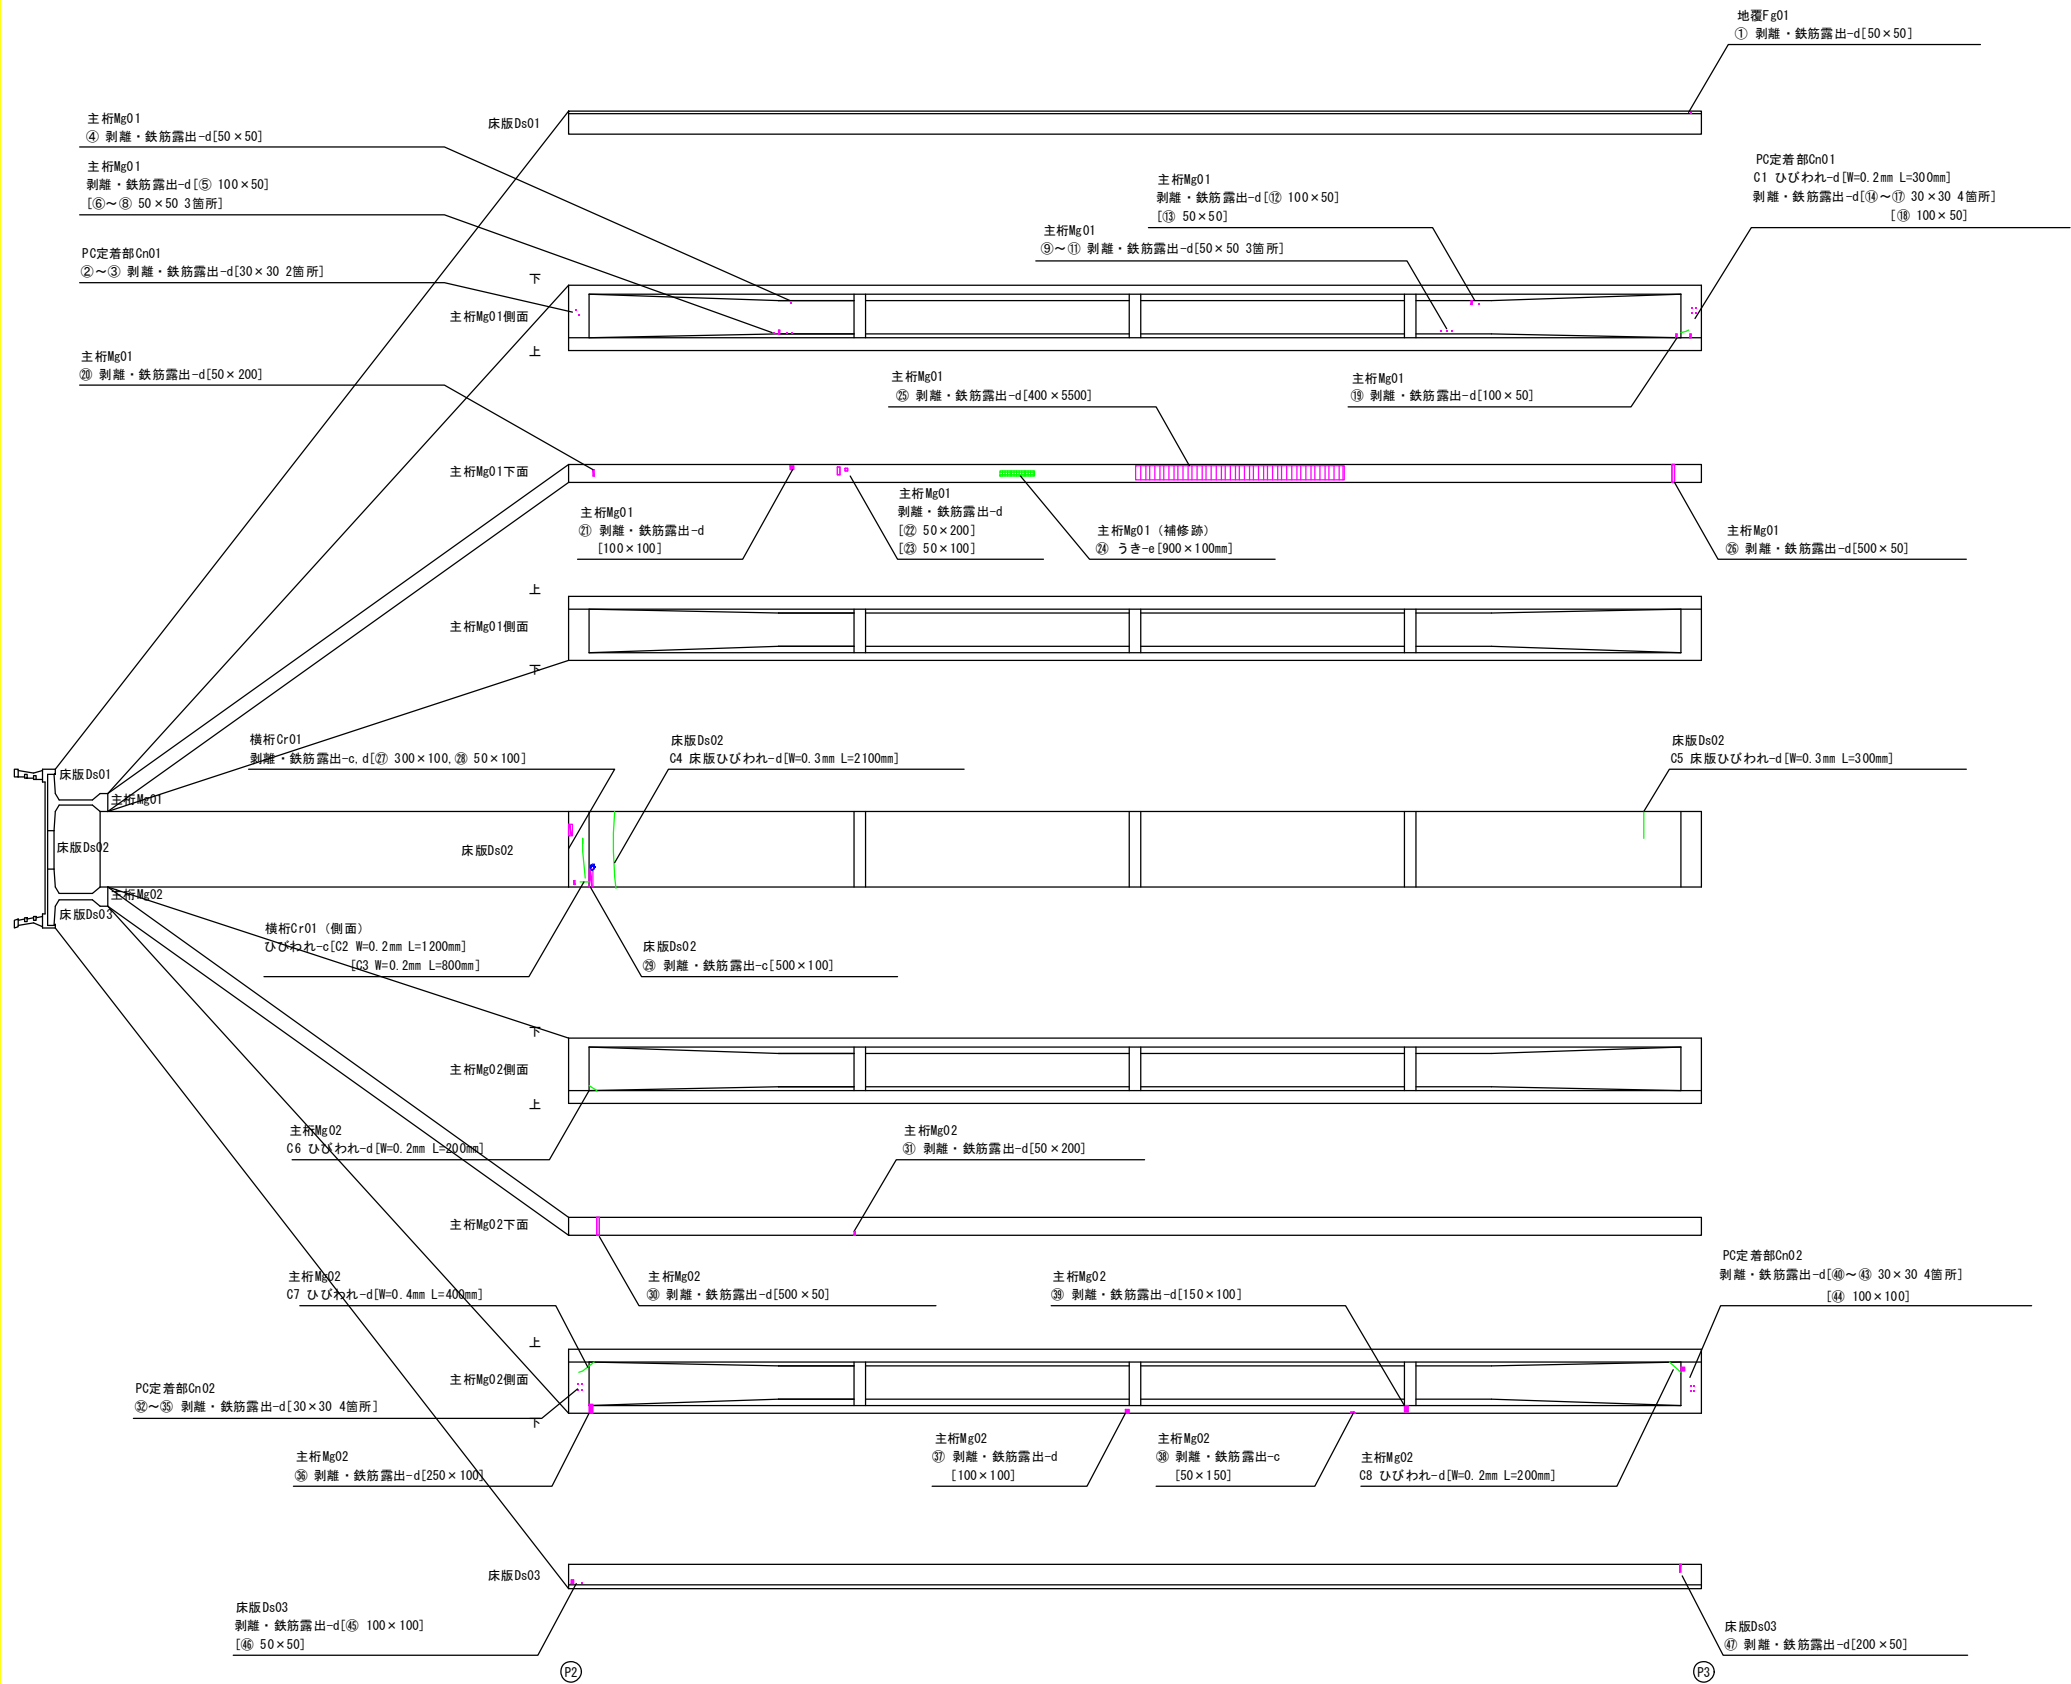 地覆Fg01
① 剥離・鉄筋露出-d[50×50]
床版Ds01
主桁Mg01
④ 剥離・鉄筋露出-d[50×50]
主桁Mg01
剥離・鉄筋露出-d[⑤ 100×50]
[⑥～⑧ 50×50 3箇所]
PC定着部Cn01
②～③ 剥離・鉄筋露出-d[30×30 2箇所]
主桁Mg01
剥離・鉄筋露出-d[⑫ 100×50]
[⑬ 50×50]
主桁Mg01
⑨～⑪ 剥離・鉄筋露出-d[50×50 3箇所]
PC定着部Cn01
C1 ひびわれ-d[W=0.2mm L=300mm]
剥離・鉄筋露出-d[⑭～⑰ 30×30 4箇所]
[⑱ 100×50]
下
主桁Mg01側面
上
主桁Mg01
⑳ 剥離・鉄筋露出-d[50×200]
主桁Mg01
㉕ 剥離・鉄筋露出-d[400×5500]
主桁Mg01
⑲ 剥離・鉄筋露出-d[100×50]
主桁Mg01下面
主桁Mg01
㉑ 剥離・鉄筋露出-d
[100×100]
主桁Mg01
剥離・鉄筋露出-d
[㉒ 50×200]
[㉓ 50×100]
主桁Mg01（補修跡）
㉔ うき-e[900×100mm]
主桁Mg01
㉖ 剥離・鉄筋露出-d[500×50]
上
主桁Mg01側面
下
横桁Cr01
剥離・鉄筋露出-c,d[㉗ 300×100,㉘ 50×100]
床版Ds02
C4 床版ひびわれ-d[W=0.3mm L=2100mm]
床版Ds02
C5 床版ひびわれ-d[W=0.3mm L=300mm]
床版Ds01
主桁Mg01
床版Ds02
床版Ds02
主桁Mg02
床版Ds03
横桁Cr01（側面）
ひびわれ-c[C2 W=0.2mm L=1200mm]
[C3 W=0.2mm L=800mm]
床版Ds02
㉙ 剥離・鉄筋露出-c[500×100]
下
主桁Mg02側面
上
主桁Mg02
C6 ひびわれ-d[W=0.2mm L=200mm]
主桁Mg02
㉛ 剥離・鉄筋露出-d[50×200]
主桁Mg02下面
主桁Mg02
C7 ひびわれ-d[W=0.4mm L=400mm]
主桁Mg02
㉚ 剥離・鉄筋露出-d[500×50]
主桁Mg02
㊴ 剥離・鉄筋露出-d[150×100]
PC定着部Cn02
剥離・鉄筋露出-d[㊵～㊸ 30×30 4箇所]
[㊹ 100×100]
上
主桁Mg02側面
下
PC定着部Cn02
㉜～㉟ 剥離・鉄筋露出-d[30×30 4箇所]
主桁Mg02
㊱ 剥離・鉄筋露出-d[250×100]
主桁Mg02
㊲ 剥離・鉄筋露出-d
[100×100]
主桁Mg02
㊳ 剥離・鉄筋露出-c
[50×150]
主桁Mg02
C8 ひびわれ-d[W=0.2mm L=200mm]
床版Ds03
床版Ds03
剥離・鉄筋露出-d[㊺ 100×100]
[㊻ 50×50]
床版Ds03
㊼ 剥離・鉄筋露出-d[200×50]
P2
P3